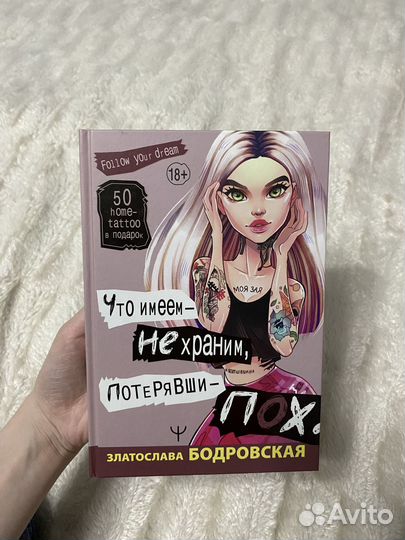 Follow your dream
18+
50
home-
tattoo
в подарок
МОЯ ЗАЯ
ЧТО ИМЕЕМ—
НЕ ХРАНИМ,
ПОТЕРЯВШИ—
ПОХ.
ЗЛАТОСЛАВА БОДРОВСКАЯ
Avito